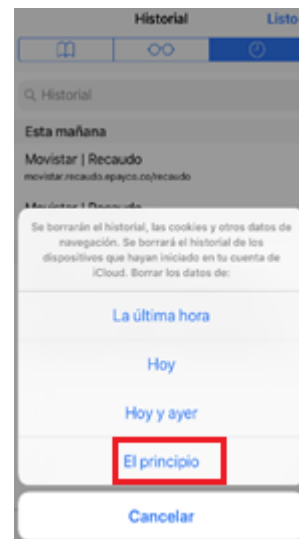 Historial
Listo
Historial
Esta mañana
Movistar | Recaudo
movistar.recaudo.epayco.co/recaudo
Movistar | Recaudo
Se borrarán el historial, las cookies y otros datos de
navegación. Se borrará el historial de los
dispositivos que hayan iniciado en tu cuenta de
iCloud. Borrar los datos de:
La última hora
Hoy
Hoy y ayer
El principio
Cancelar